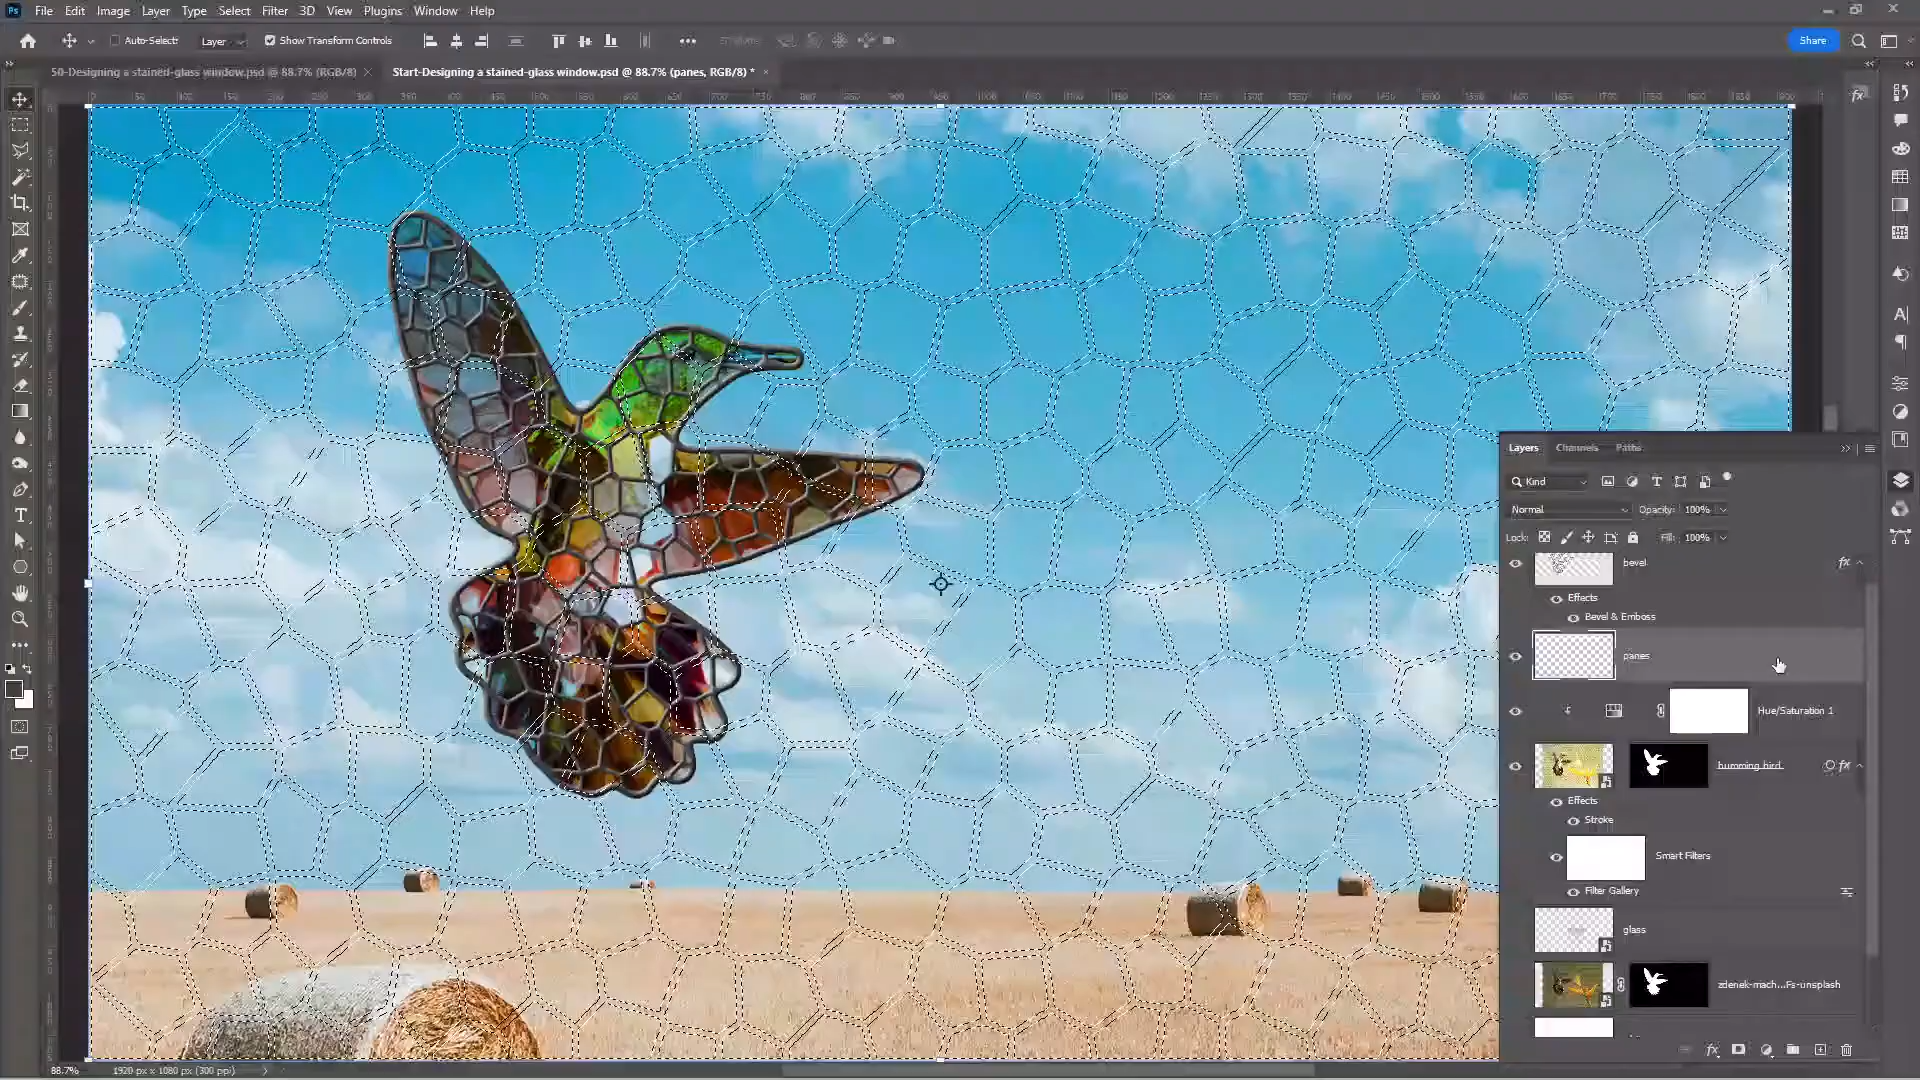 Ps File Edit Image Layer Type Select Filter 3D View Plugins Window Help
Auto-Select: Layer Show Transform Controls Share
50-Designing a stained-glass window.psd @ 88.7% (RGB/8) × Start-Designing a stained-glass window.psd @ 88.7% (panes, RGB/8) * ×
Layers Channels Paths
Kind
Normal Opacity: 100%
Lock: Fill: 100%
bevel fx
Effects
Bevel & Emboss
panes
Hue/Saturation 1
humming bird fx
Effects
Stroke
Smart Filters
Filter Gallery
glass
zdenek-mach...Fs-unsplash
fx
88.7% 1920 px x 1080 px (300 ppi)